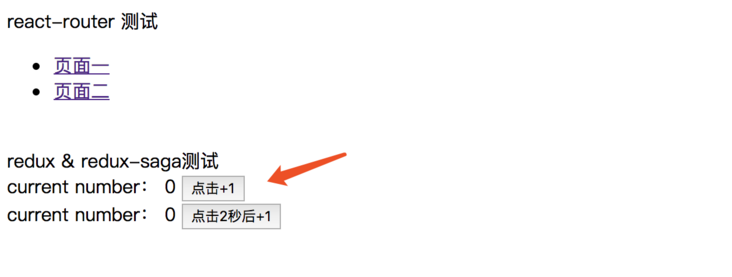 react-router 测试
页面一
页面二
redux & redux-saga测试
current number： 0 点击+1
current number： 0 点击2秒后+1